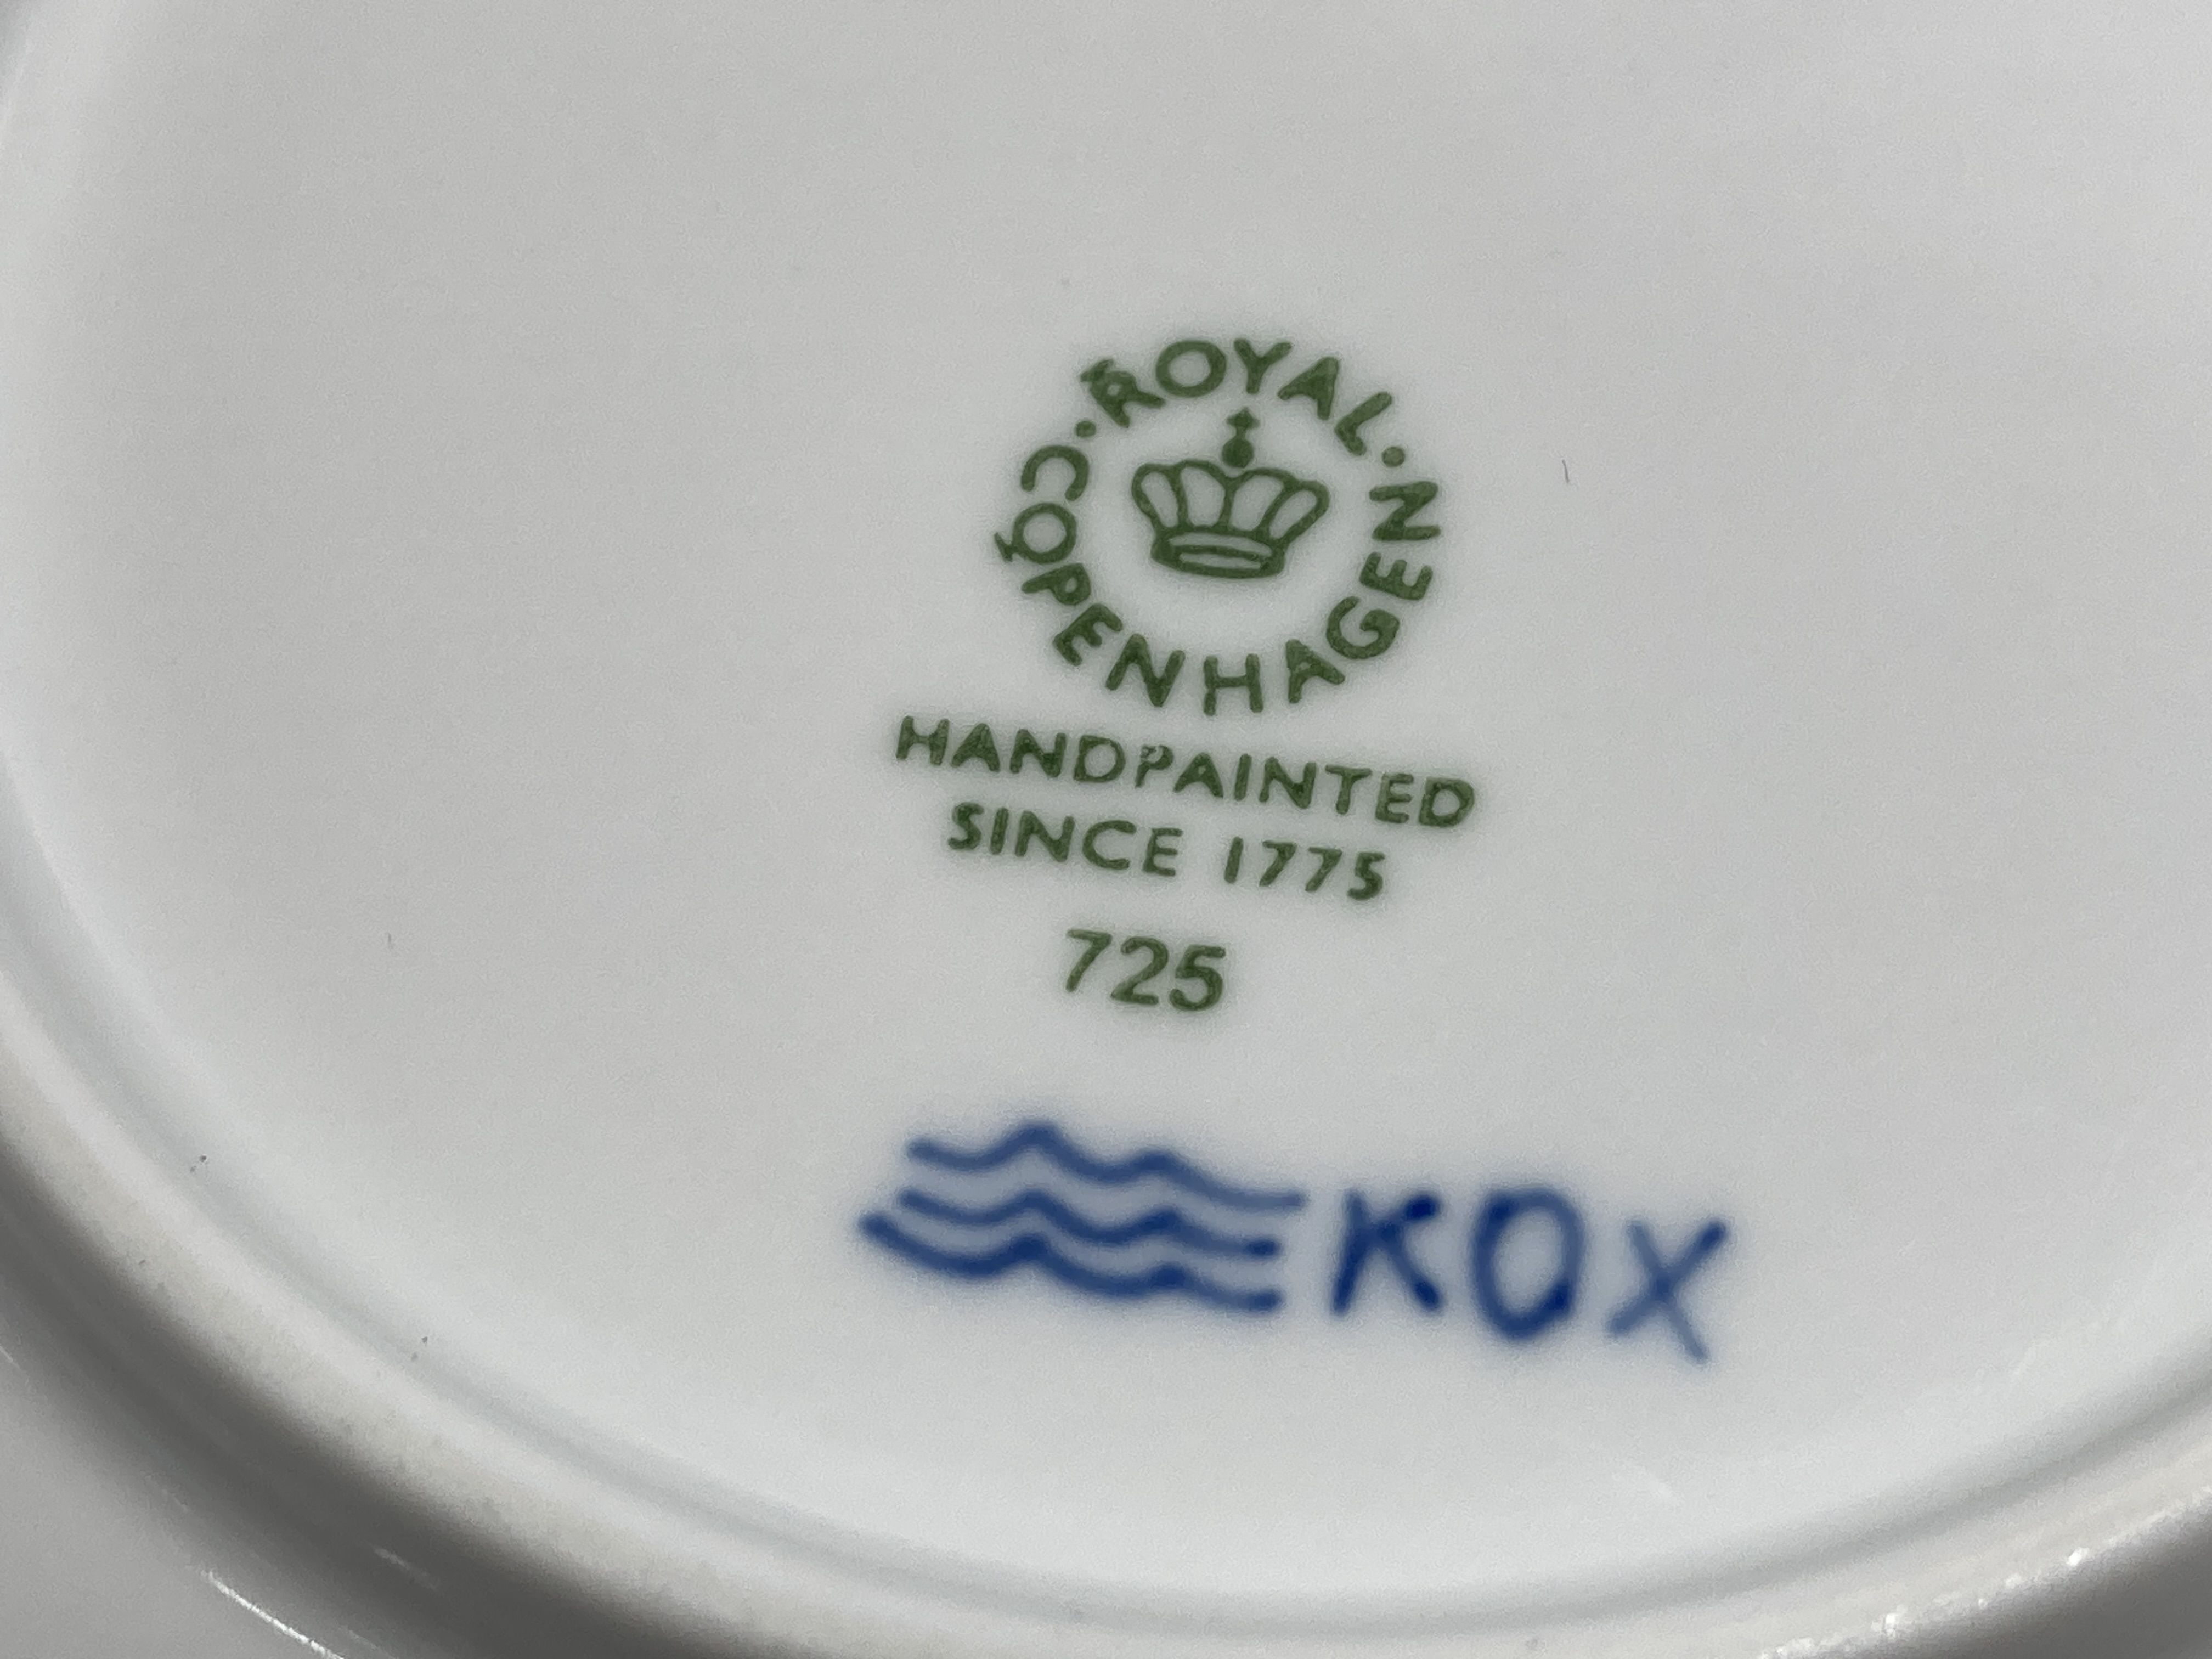 ROYAL · COPENHAGEN ·
HANDPAINTED
SINCE 1775
725
KOX